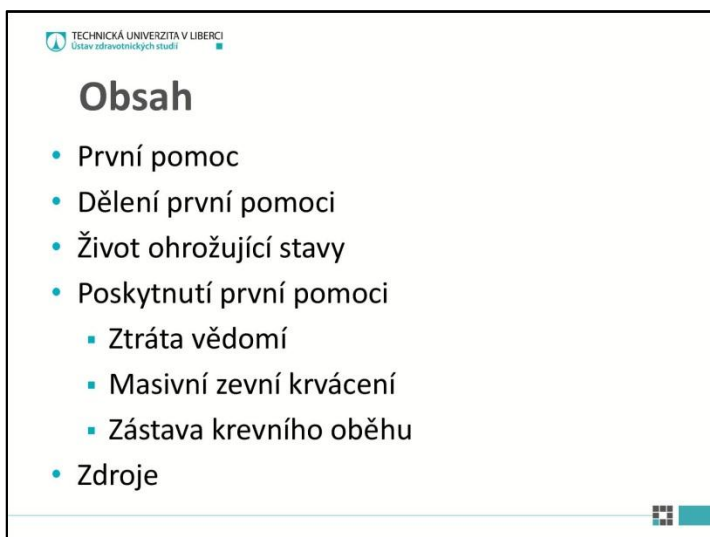 TECHNICKÁ UNIVERZITA V LIBERCI
Ústav zdravotnických studií
Obsah
• První pomoc
• Dělení první pomoci
• Život ohrožující stavy
• Poskytnutí první pomoci
▪ Ztráta vědomí
▪ Masivní zevní krvácení
▪ Zástava krevního oběhu
• Zdroje